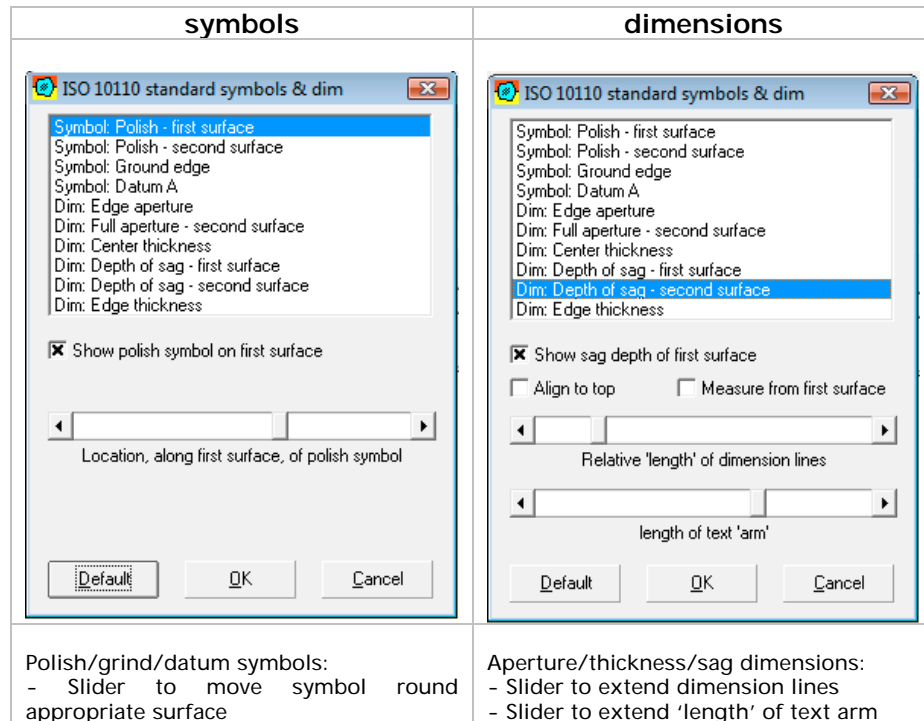 symbols
dimensions
ISO 10110 standard symbols & dim
Symbol: Polish - first surface
Symbol: Polish - second surface
Symbol: Ground edge
Symbol: Datum A
Dim: Edge aperture
Dim: Full aperture - second surface
Dim: Center thickness
Dim: Depth of sag - first surface
Dim: Depth of sag - second surface
Dim: Edge thickness
Show polish symbol on first surface
Location, along first surface, of polish symbol
Default
OK
Cancel
ISO 10110 standard symbols & dim
Symbol: Polish - first surface
Symbol: Polish - second surface
Symbol: Ground edge
Symbol: Datum A
Dim: Edge aperture
Dim: Full aperture - second surface
Dim: Center thickness
Dim: Depth of sag - first surface
Dim: Depth of sag - second surface
Dim: Edge thickness
Show sag depth of first surface
Align to top
Measure from first surface
Relative 'length' of dimension lines
length of text 'arm'
Default
OK
Cancel
Polish/grind/datum symbols:
- Slider to move symbol round
appropriate surface
Aperture/thickness/sag dimensions:
- Slider to extend dimension lines
- Slider to extend ‘length’ of text arm